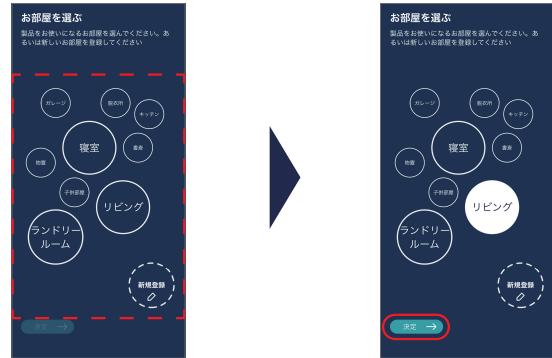 お部屋を選ぶ
製品をお使いになるお部屋を選んでください。あ
るいは新しいお部屋を登録してください
ガレージ
脱衣所
キッチン
寝室
書斎
物置
子供部屋
リビング
ランドリー
ルーム
新規登録
決定
お部屋を選ぶ
製品をお使いになるお部屋を選んでください。あ
るいは新しいお部屋を登録してください
ガレージ
脱衣所
キッチン
寝室
書斎
物置
子供部屋
リビング
ランドリー
ルーム
新規登録
決定